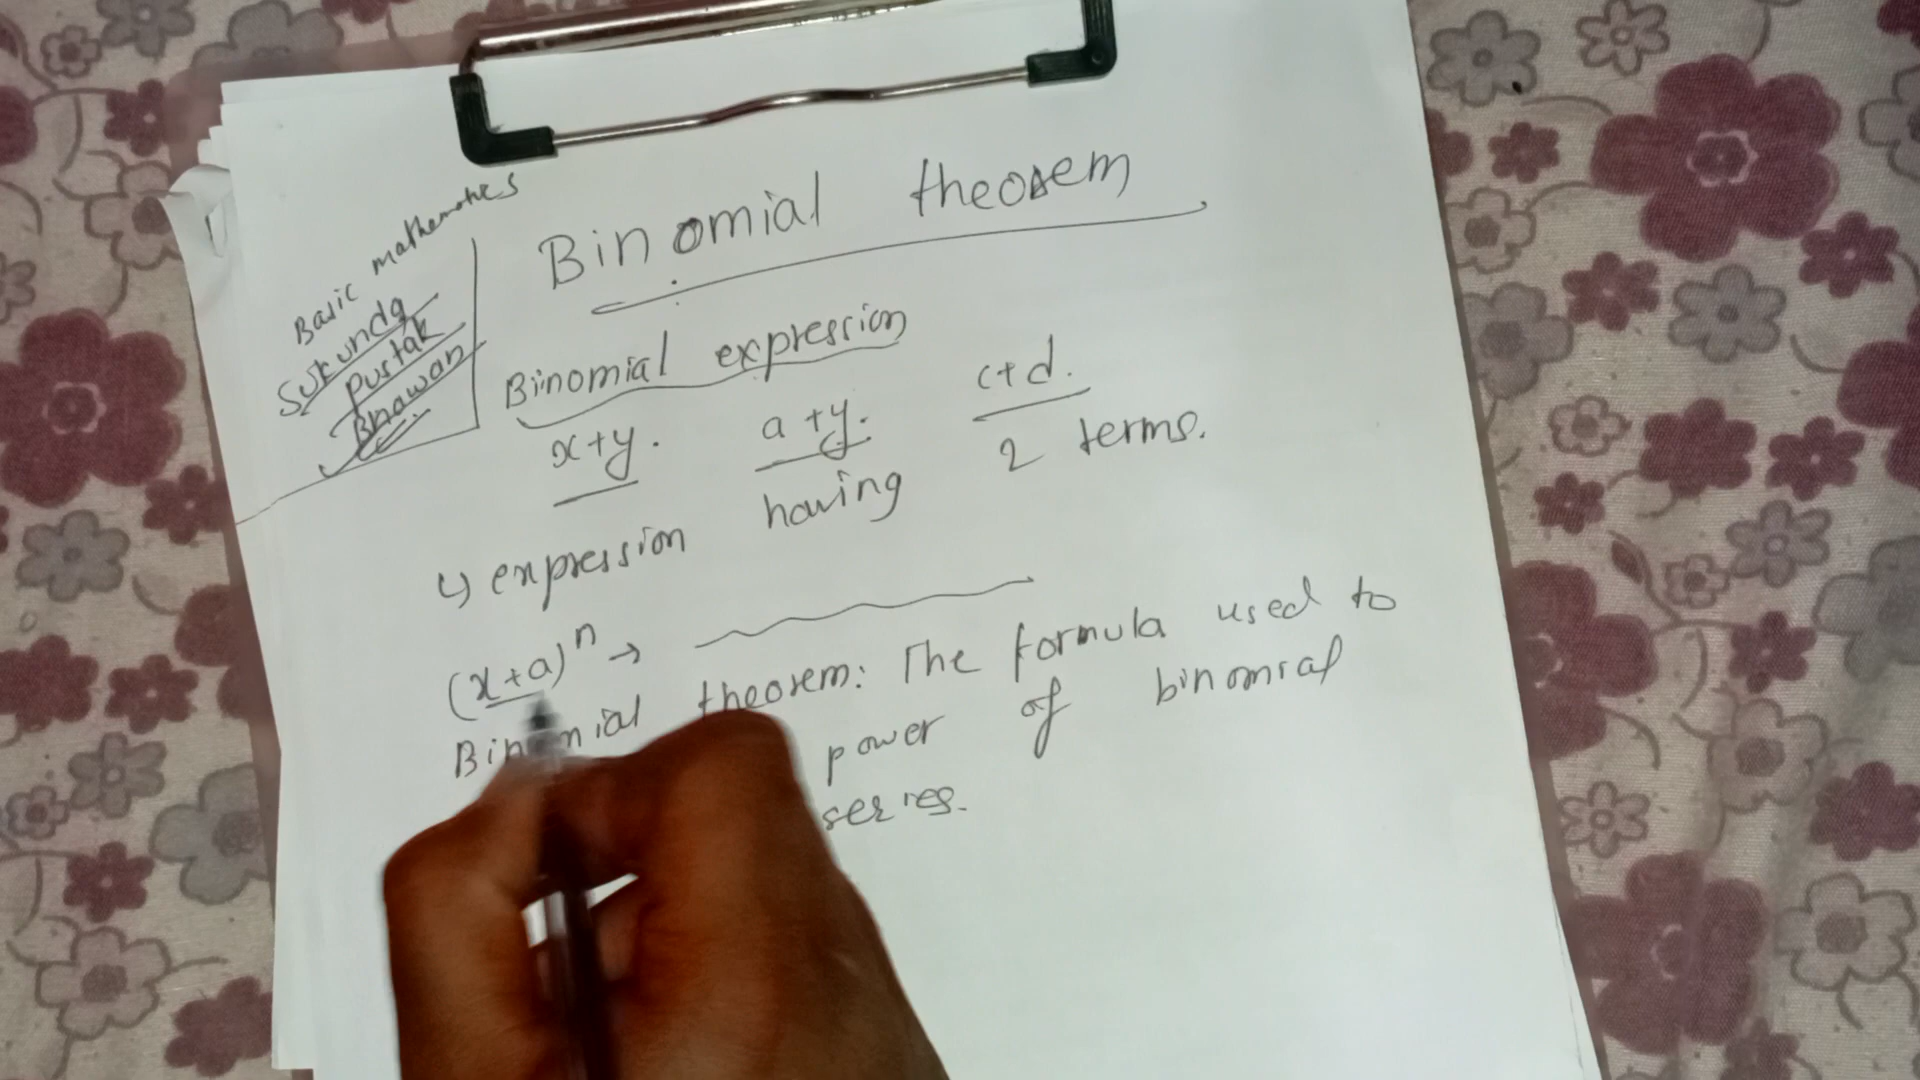 Basic mathematics
Sukunda
Pustak
Bhawan
Binomial theorem
Binomial expression
x+y. a+y. c+d.
↳ expression having 2 terms.
(x+a)ⁿ →
Binomial theorem: The formula used to
power of binomial
series.